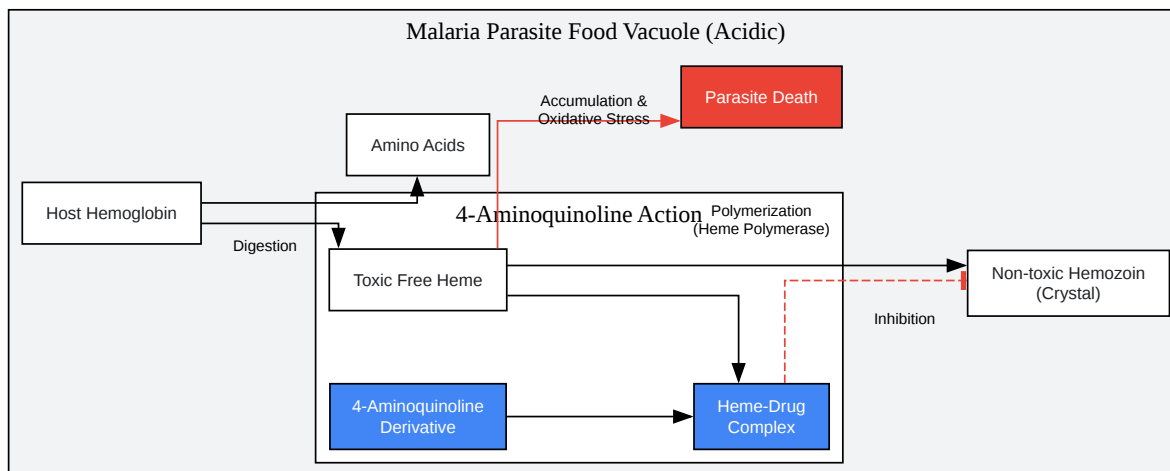 Malaria Parasite Food Vacuole (Acidic)
Accumulation &
Oxidative Stress
Parasite Death
Amino Acids
Host Hemoglobin
Digestion
4-Aminoquinoline Action
Polymerization
(Heme Polymerase)
Toxic Free Heme
Non-toxic Hemozoin
(Crystal)
Inhibition
4-Aminoquinoline
Derivative
Heme-Drug
Complex